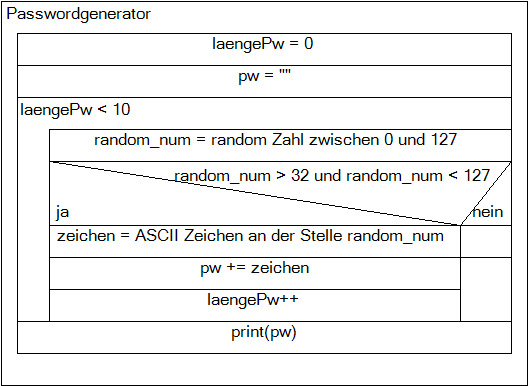 Passwordgenerator
laengePw = 0
pw = ""
laengePw < 10
random_num = random Zahl zwischen 0 und 127
random_num > 32 und random_num < 127
ja
nein
zeichen = ASCII Zeichen an der Stelle random_num
pw += zeichen
laengePw++
print(pw)